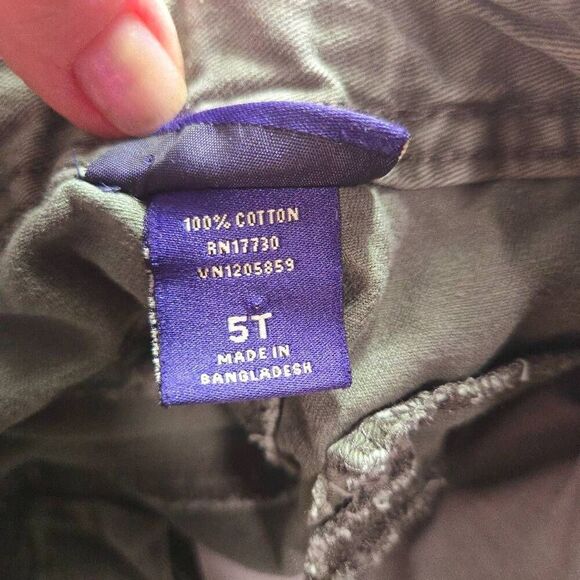 100% COTTON
RN17730
VN1205859
5T
MADE IN
BANGLADESH